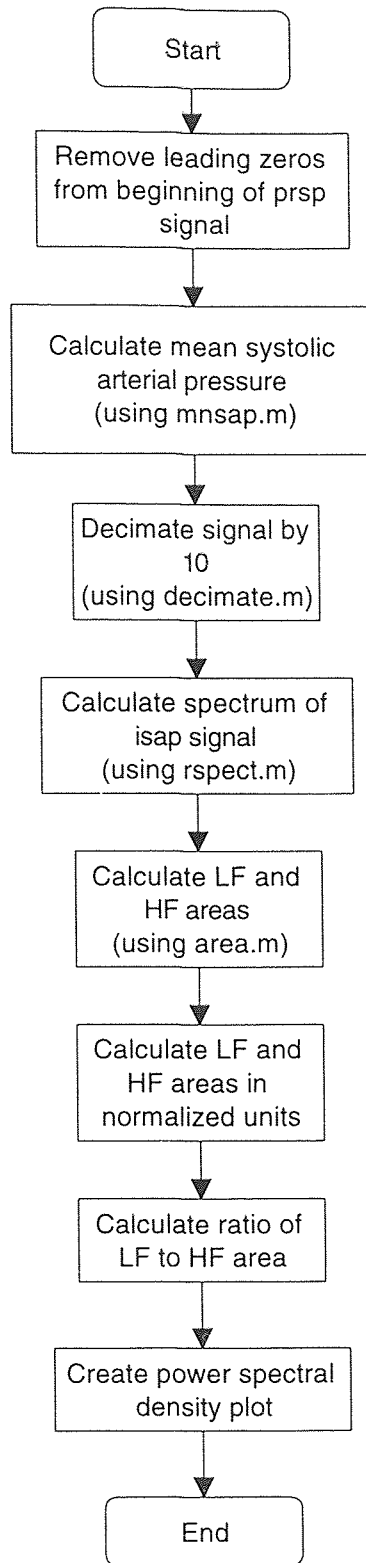 Start
Remove leading zeros
from beginning of prsp
signal
Calculate mean systolic
arterial pressure
(using mnsap.m)
Decimate signal by
10
(using decimate.m)
Calculate spectrum of
isap signal
(using rspect.m)
Calculate LF and
HF areas
(using area.m)
Calculate LF and
HF areas in
normalized units
Calculate ratio of
LF to HF area
Create power spectral
density plot
End